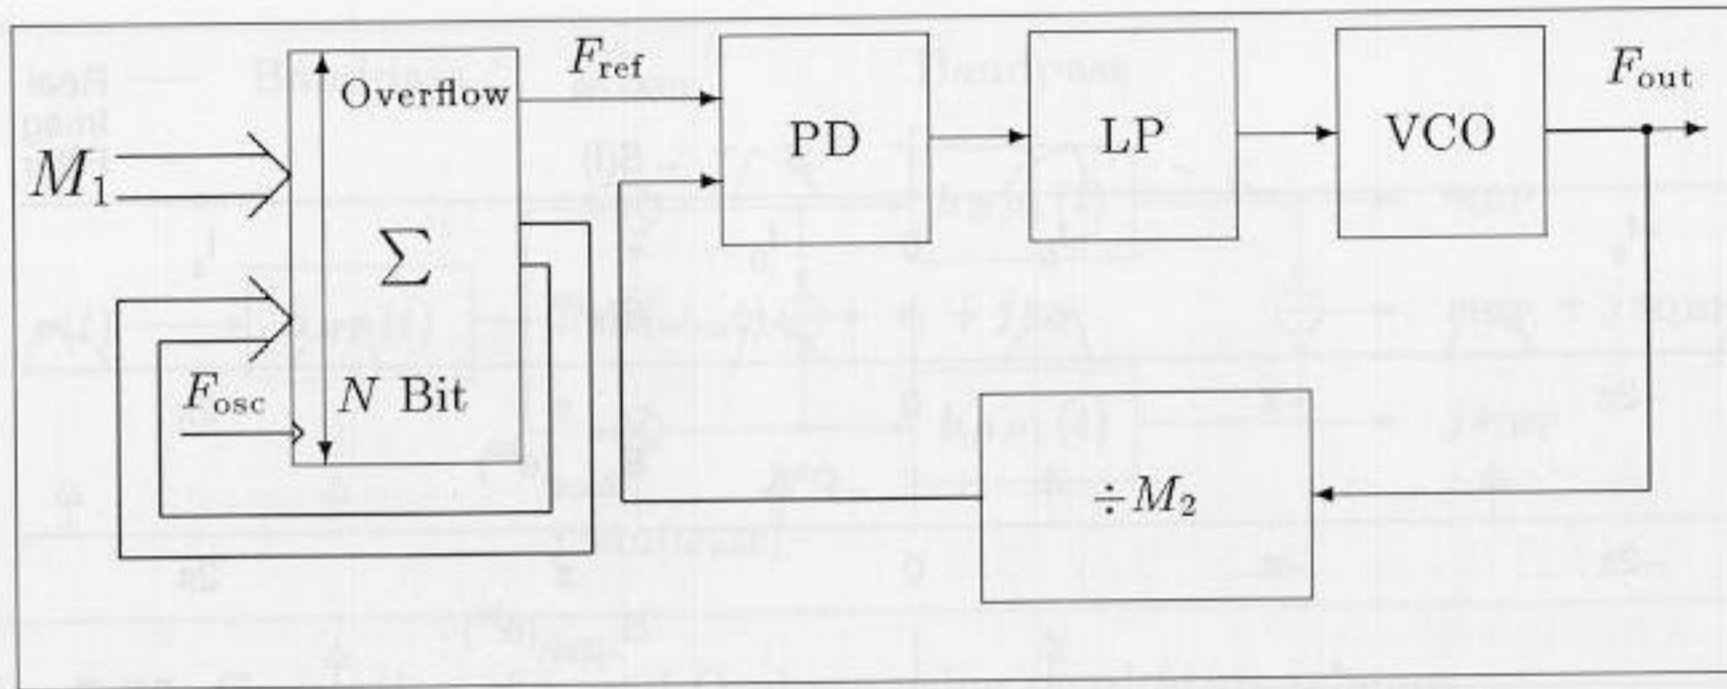 F_ref
F_out
Overflow
PD
LP
VCO
M_1
∑
F_osc
N Bit
÷M_2